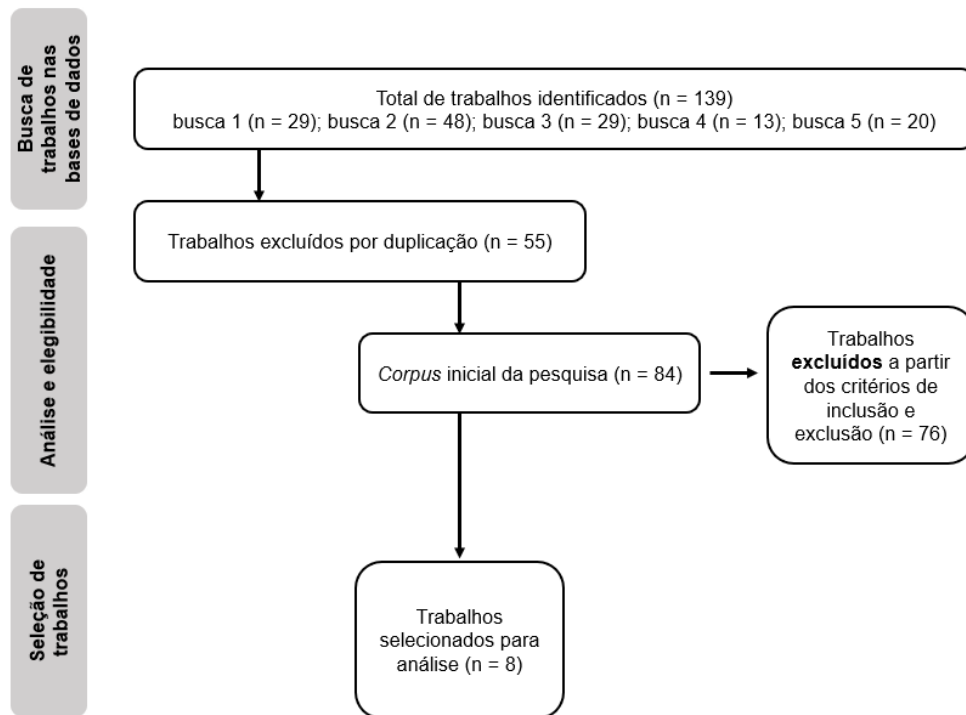 Busca de
trabalhos nas
bases de dados
Total de trabalhos identificados (n = 139)
busca 1 (n = 29); busca 2 (n = 48); busca 3 (n = 29); busca 4 (n = 13); busca 5 (n = 20)
Análise e elegibilidade
Trabalhos excluídos por duplicação (n = 55)
Corpus inicial da pesquisa (n = 84)
Trabalhos
excluídos a partir
dos critérios de
inclusão e
exclusão (n = 76)
Seleção de
trabalhos
Trabalhos
selecionados para
análise (n = 8)